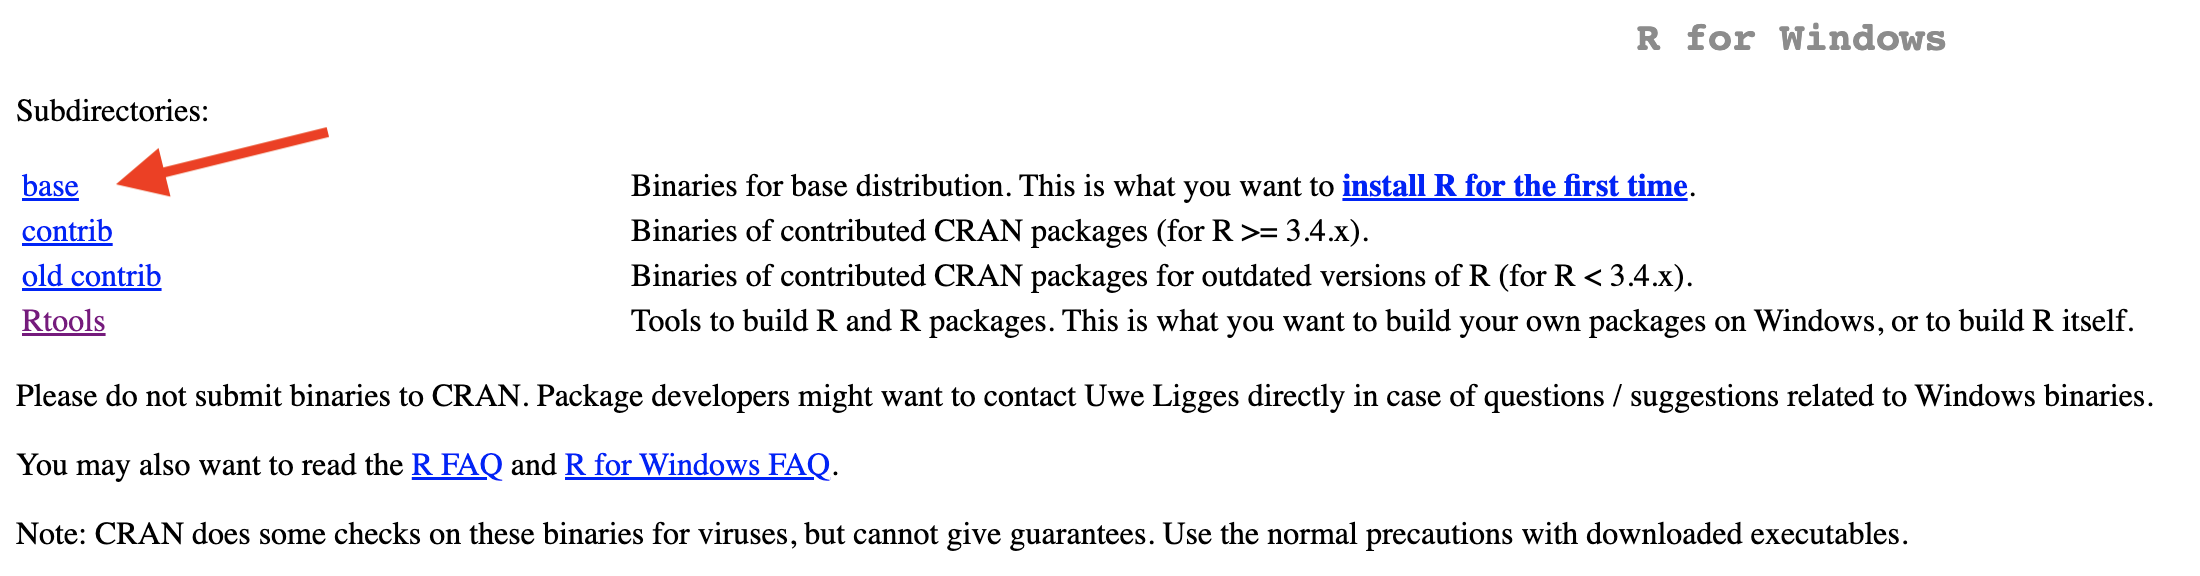 R for Windows
Subdirectories:
base Binaries for base distribution. This is what you want to install R for the first time.
contrib Binaries of contributed CRAN packages (for R >= 3.4.x).
old contrib Binaries of contributed CRAN packages for outdated versions of R (for R < 3.4.x).
Rtools Tools to build R and R packages. This is what you want to build your own packages on Windows, or to build R itself.
Please do not submit binaries to CRAN. Package developers might want to contact Uwe Ligges directly in case of questions / suggestions related to Windows binaries.
You may also want to read the R FAQ and R for Windows FAQ.
Note: CRAN does some checks on these binaries for viruses, but cannot give guarantees. Use the normal precautions with downloaded executables.